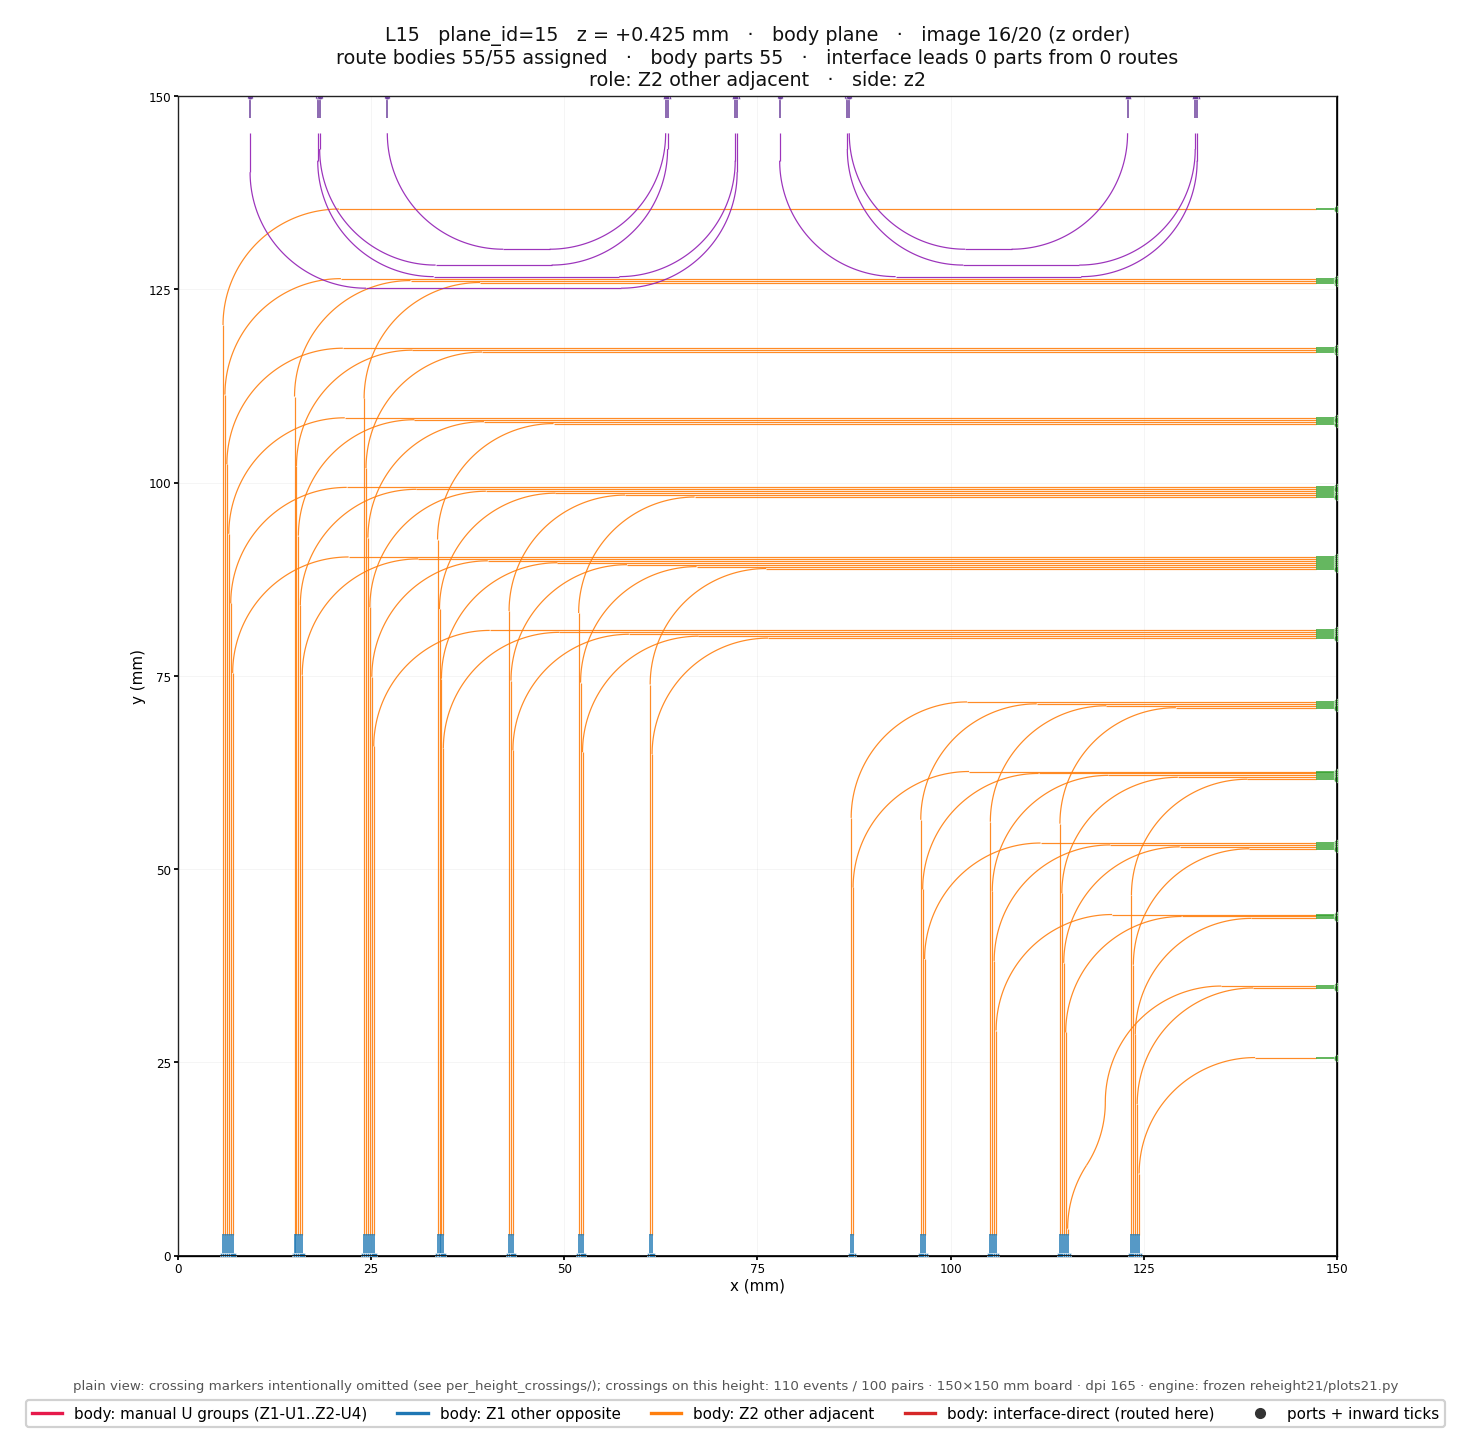 L15   plane_id=15   z = +0.425 mm   ·   body plane   ·   image 16/20 (z order)
route bodies 55/55 assigned   ·   body parts 55   ·   interface leads 0 parts from 0 routes
role: Z2 other adjacent   ·   side: z2
150
125
100
75
50
25
0
y (mm)
0 25 50 75 100 125 150
x (mm)
plain view: crossing markers intentionally omitted (see per_height_crossings/); crossings on this height: 110 events / 100 pairs · 150×150 mm board · dpi 165 · engine: frozen reheight21/plots21.py
body: manual U groups (Z1-U1..Z2-U4) body: Z1 other opposite body: Z2 other adjacent body: interface-direct (routed here) ports + inward ticks